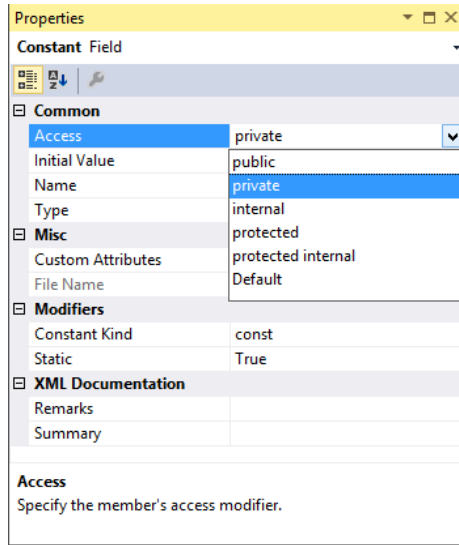 Properties
Constant Field
Common
Access private
Initial Value public
private
Name internal
Type protected
Misc
Custom Attributes protected internal
File Name Default
Modifiers
Constant Kind const
Static True
XML Documentation
Remarks
Summary
Access
Specify the member's access modifier.